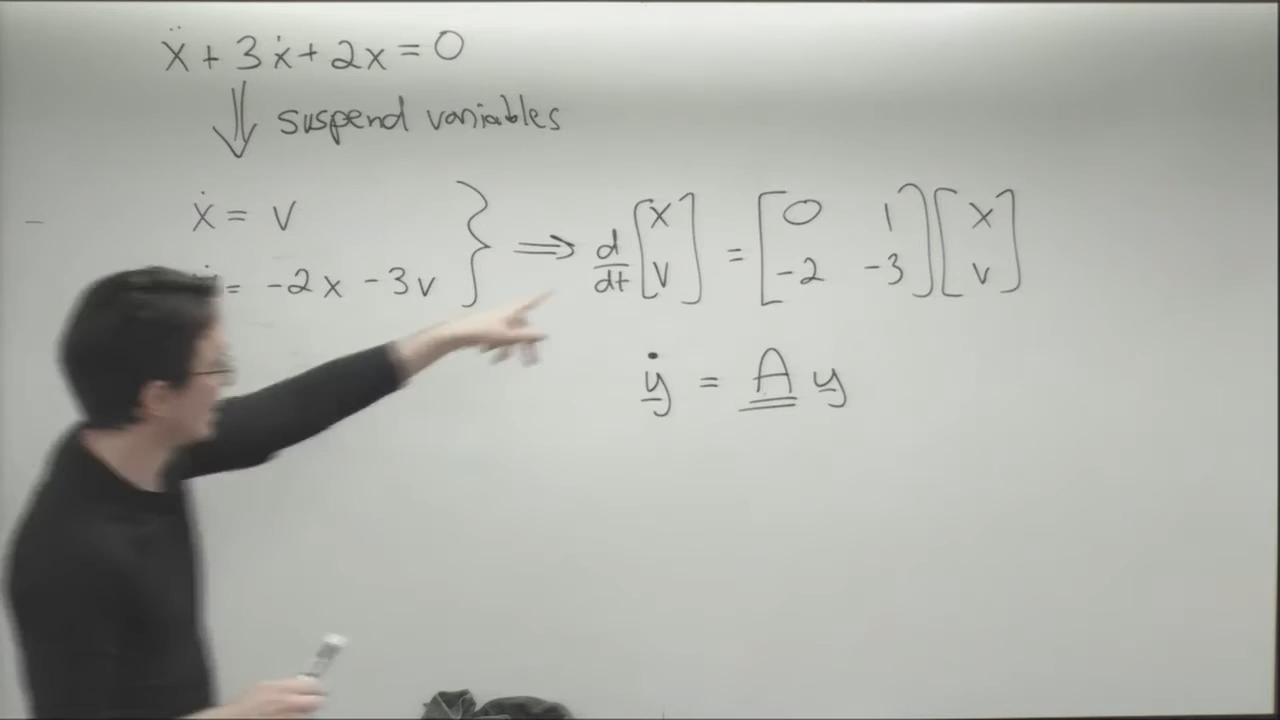 ẍ + 3ẋ + 2x = 0
⇓ suspend variables
ẋ = v
= -2x - 3v } ⇒ d/dt [x v] = [0 1 -2 -3] [x v]
ẏ = A y